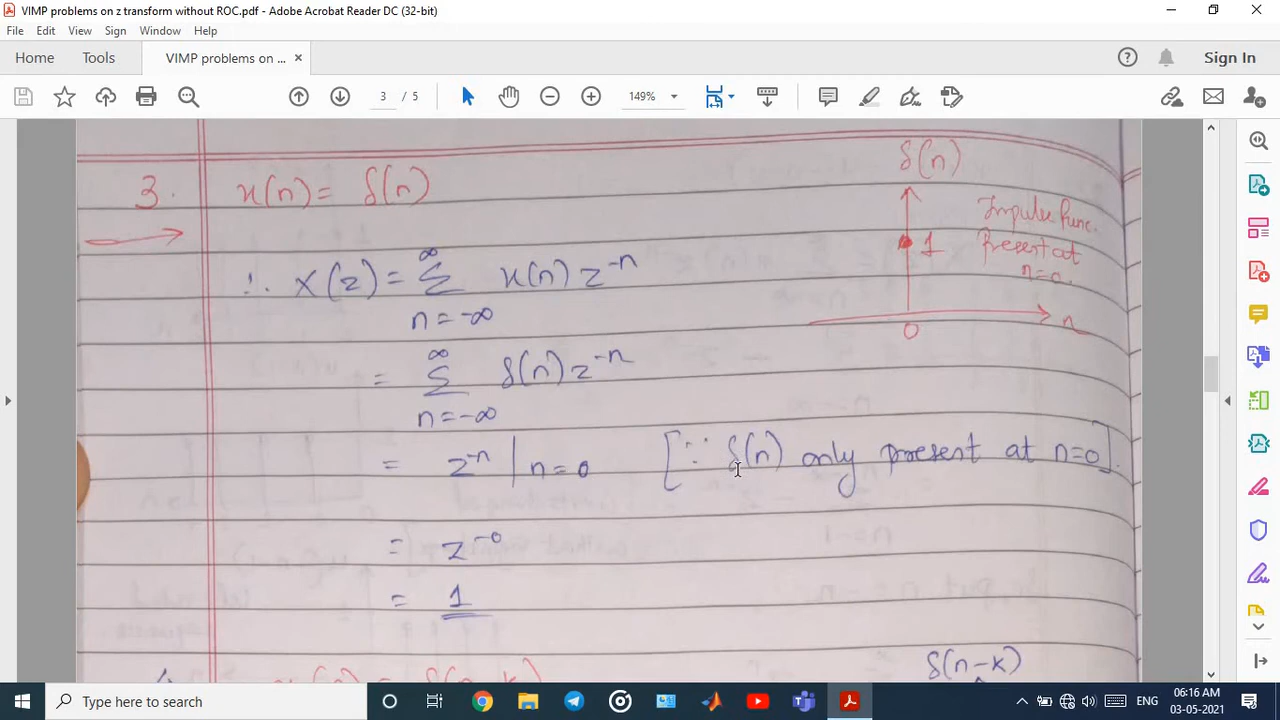 VIMP problems on z transform without ROC.pdf - Adobe Acrobat Reader DC (32-bit)
File Edit View Sign Window Help
Home Tools VIMP problems on ... × Sign In
3 / 5 149%
3. x(n) = δ(n)
δ(n)
1
Impulse func.
Present at
n=0.
0 n
∴ X(z) = ∞ Σ n=-∞ x(n) z⁻ⁿ
= ∞ Σ n=-∞ δ(n) z⁻ⁿ
= z⁻ⁿ | n=0 [∵ δ(n) only present at n=0].
= z⁻⁰
= 1
δ(n-k)
Type here to search
ENG
06:16 AM
03-05-2021